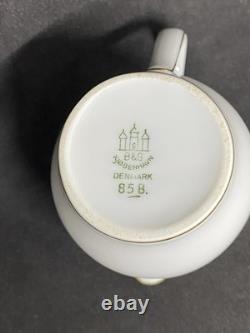 B&G
KJØBENHAVN
DENMARK
858.